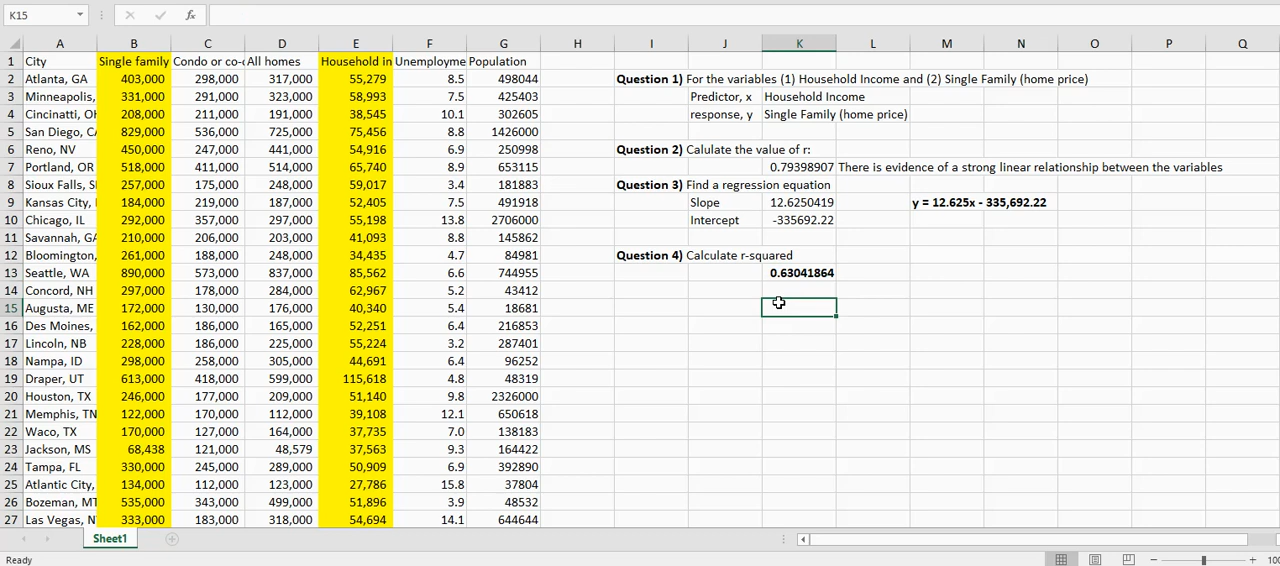 K15
fx
A B C D E F G H I J K L M N O P Q
1 City Single family Condo or co- All homes Household in Unemployme Population
2 Atlanta, GA 403,000 298,000 317,000 55,279 8.5 498044 Question 1) For the variables (1) Household Income and (2) Single Family (home price)
3 Minneapolis, 331,000 291,000 323,000 58,993 7.5 425403 Predictor, x Household Income
4 Cincinatti, OH 208,000 211,000 191,000 38,545 10.1 302605 response, y Single Family (home price)
5 San Diego, CA 829,000 536,000 725,000 75,456 8.8 1426000
6 Reno, NV 450,000 247,000 441,000 54,916 6.9 250998 Question 2) Calulate the value of r:
7 Portland, OR 518,000 411,000 514,000 65,740 8.9 653115 0.79398907 There is evidence of a strong linear relationship between the variables
8 Sioux Falls, S 257,000 175,000 248,000 59,017 3.4 181883 Question 3) Find a regression equation
9 Kansas City, 184,000 219,000 187,000 52,405 7.5 491918 Slope 12.6250419 y = 12.625x - 335,692.22
10 Chicago, IL 292,000 357,000 297,000 55,198 13.8 2706000 Intercept -335692.22
11 Savannah, GA 210,000 206,000 203,000 41,093 8.8 145862
12 Bloomington, 261,000 188,000 248,000 34,435 4.7 84981 Question 4) Calculate r-squared
13 Seattle, WA 890,000 573,000 837,000 85,562 6.6 744955 0.63041864
14 Concord, NH 297,000 178,000 284,000 62,967 5.2 43412
15 Augusta, ME 172,000 130,000 176,000 40,340 5.4 18681
16 Des Moines, 162,000 186,000 165,000 52,251 6.4 216853
17 Lincoln, NB 228,000 186,000 225,000 55,224 3.2 287401
18 Nampa, ID 298,000 258,000 305,000 44,691 6.4 96252
19 Draper, UT 613,000 418,000 599,000 115,618 4.8 48319
20 Houston, TX 246,000 177,000 209,000 51,140 9.8 2326000
21 Memphis, TN 122,000 170,000 112,000 39,108 12.1 650618
22 Waco, TX 170,000 127,000 164,000 37,735 7.0 138183
23 Jackson, MS 68,438 121,000 48,579 37,563 9.3 164422
24 Tampa, FL 330,000 245,000 289,000 50,909 6.9 392890
25 Atlantic City, 134,000 112,000 123,000 27,786 15.8 37804
26 Bozeman, MT 535,000 343,000 499,000 51,896 3.9 48532
27 Las Vegas, N 333,000 183,000 318,000 54,694 14.1 644644
Sheet1
Ready
100